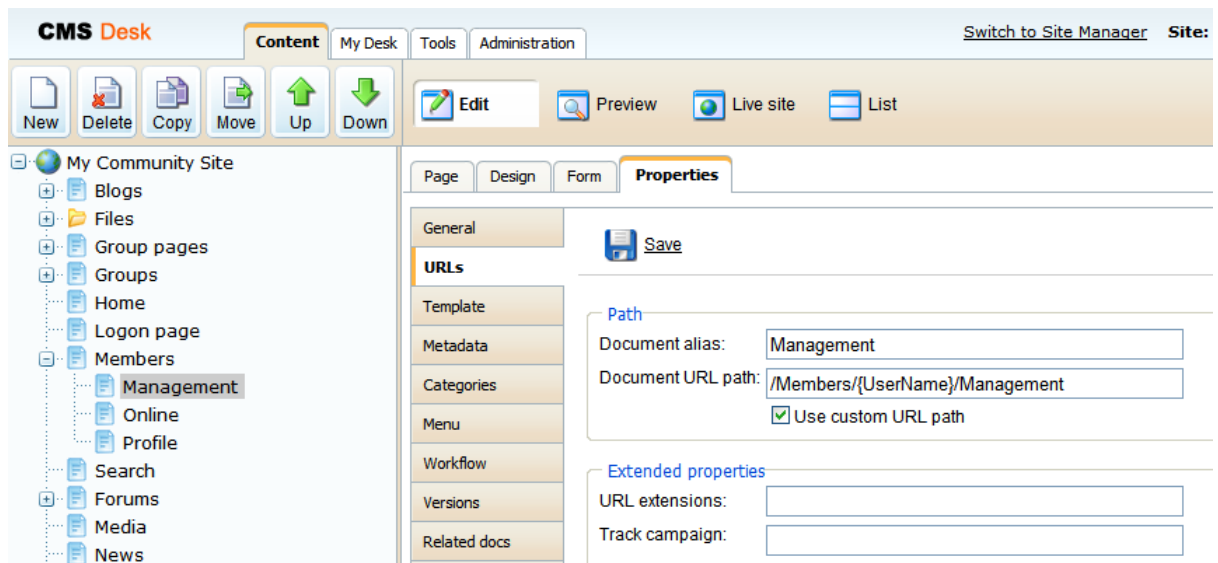 CMS Desk
Content My Desk Tools Administration
Switch to Site Manager Site:
New Delete Copy Move Up Down
Edit Preview Live site List
My Community Site
Blogs
Files
Group pages
Groups
Home
Logon page
Members
Management
Online
Profile
Search
Forums
Media
News
Page Design Form Properties
General
URLs
Template
Metadata
Categories
Menu
Workflow
Versions
Related docs
Save
Path
Document alias: Management
Document URL path: /Members/{UserName}/Management
Use custom URL path
Extended properties
URL extensions:
Track campaign: